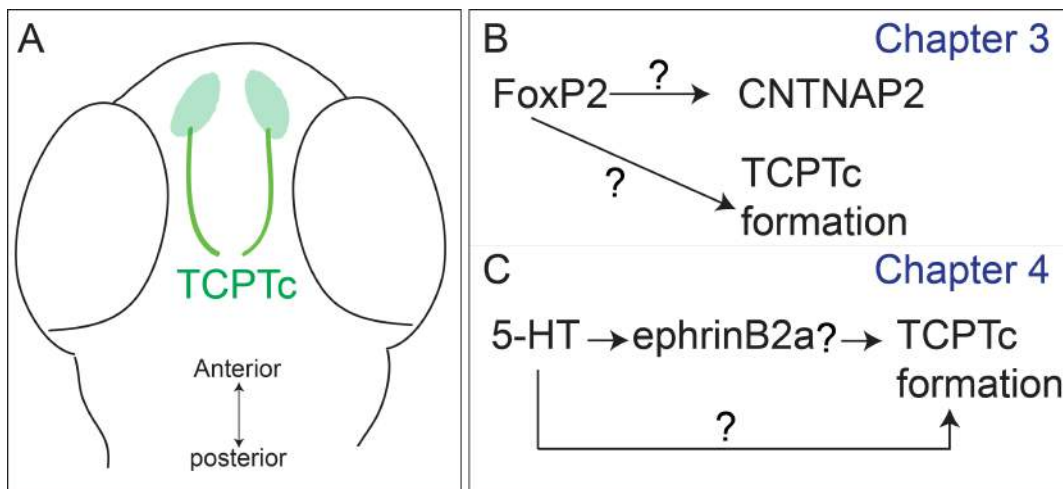 A
TCPTc
Anterior
posterior
B
Chapter 3
?
FoxP2
CNTNAP2
?
TCPTc
formation
C
Chapter 4
5-HT
ephrinB2a?
TCPTc
formation
?